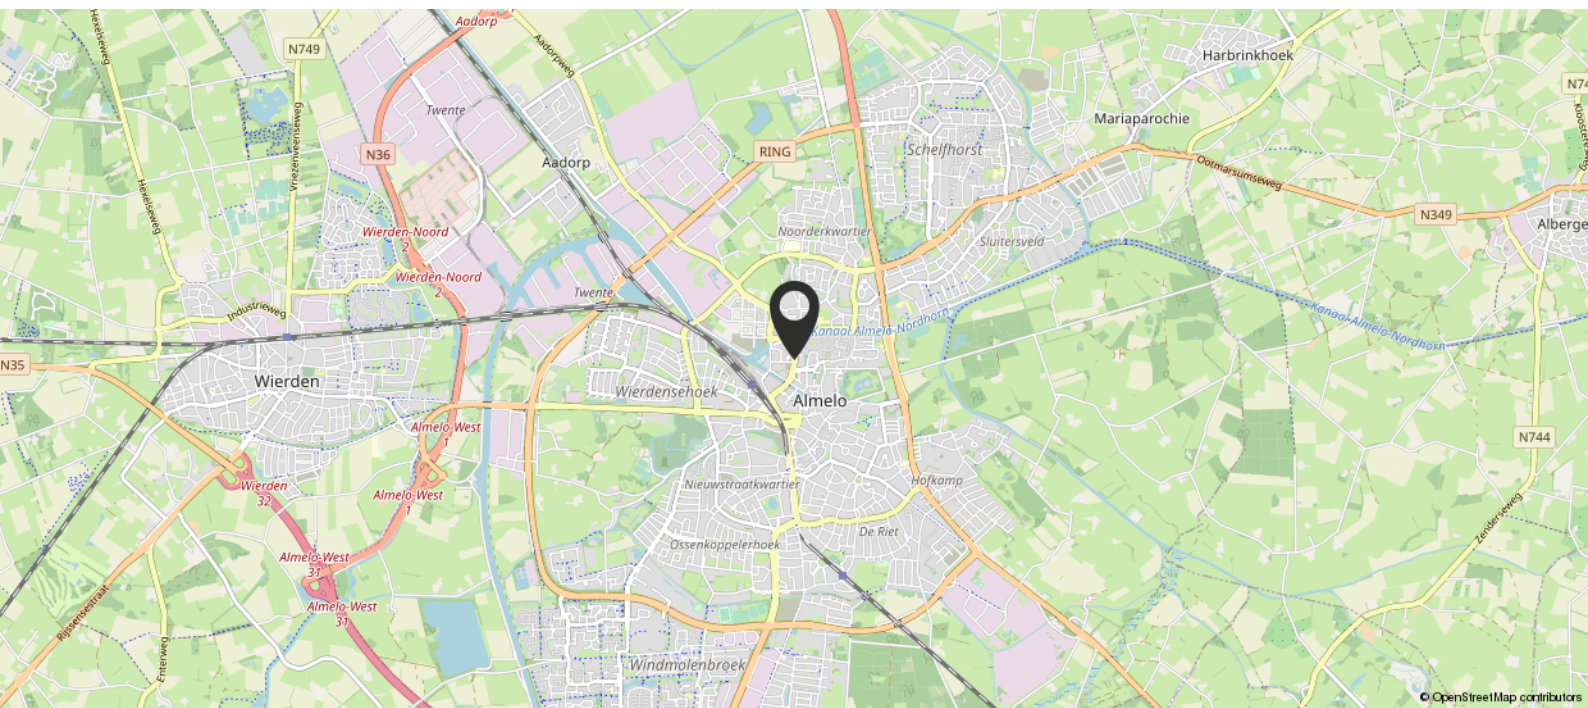 Aadorp
Hexelseweg
N749
Aadorpweg
Harbrinkhoek
Twente
Vriezenveenseweg
Mariaparochie
N36
Aadorp
RING
Schelfhorst
Ootmarsumseweg
Hexelseweg
N349
Wierden-Noord
2
Noorderkwartier
Sluitersveld
Alberge
Wierden-Noord
2
Twente
Industrieweg
Kanaal Almelo-Nordhorn
Kanaal-Almelo-Nordhorn
N35
Wierden
Wierdensehoek
Almelo
Almelo-West
1
N744
Wierden
32
Almelo-West
1
Nieuwstraatkwartier
Hofkamp
Zenderseweg
De Riet
Ossenkoppelerhoek
Almelo-West
31
Almelo-West
31
Rijssensestraat
Enterweg
Windmolenbroek
© OpenStreetMap contributors